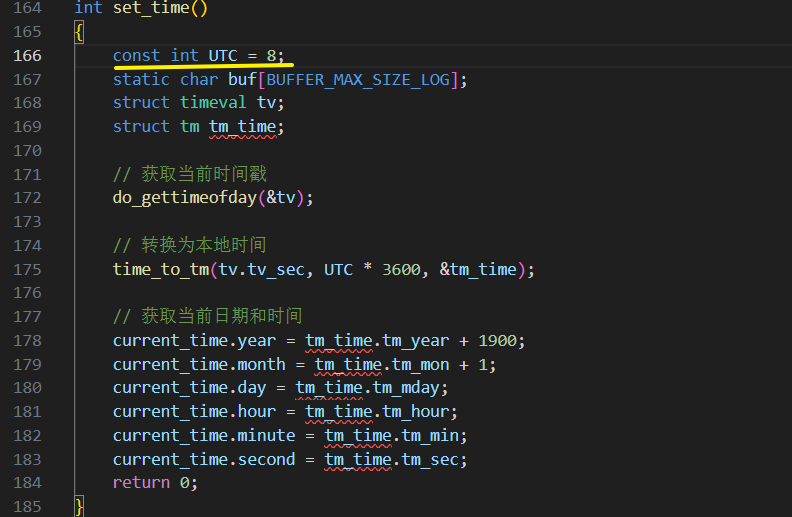 164 int set_time()
165 {
166 const int UTC = 8;
167 static char buf[BUFFER_MAX_SIZE_LOG];
168 struct timeval tv;
169 struct tm tm_time;
170
171 // 获取当前时间戳
172 do_gettimeofday(&tv);
173
174 // 转换为本地时间
175 time_to_tm(tv.tv_sec, UTC * 3600, &tm_time);
176
177 // 获取当前日期和时间
178 current_time.year = tm_time.tm_year + 1900;
179 current_time.month = tm_time.tm_mon + 1;
180 current_time.day = tm_time.tm_mday;
181 current_time.hour = tm_time.tm_hour;
182 current_time.minute = tm_time.tm_min;
183 current_time.second = tm_time.tm_sec;
184 return 0;
185 }